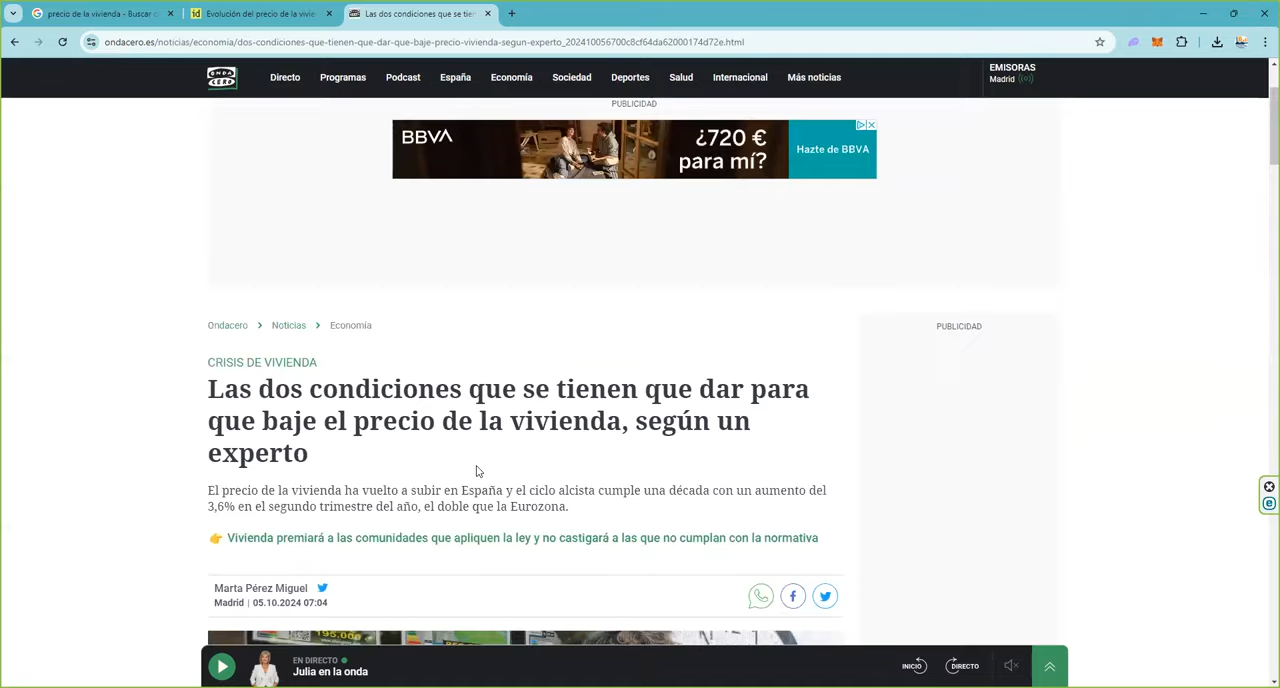 precio de la vivienda - Buscar c
Evolución del precio de la vivie
Las dos condiciones que se tien
ondacero.es/noticias/economia/dos-condiciones-que-tienen-que-dar-que-baje-precio-vivienda-segun-experto_202410056700c8cf64da62000174d72e.html
ONDA CERO
Directo Programas Podcast España Economía Sociedad Deportes Salud Internacional Más noticias
EMISORAS
Madrid
PUBLICIDAD
BBVA
¿720 €
para mí?
Hazte de BBVA
Ondacero > Noticias > Economía
PUBLICIDAD
CRISIS DE VIVIENDA
Las dos condiciones que se tienen que dar para
que baje el precio de la vivienda, según un
experto
El precio de la vivienda ha vuelto a subir en España y el ciclo alcista cumple una década con un aumento del
3,6% en el segundo trimestre del año, el doble que la Eurozona.
👉 Vivienda premiará a las comunidades que apliquen la ley y no castigará a las que no cumplan con la normativa
Marta Pérez Miguel
Madrid | 05.10.2024 07:04
195.000
EN DIRECTO
Julia en la onda
INICIO
DIRECTO